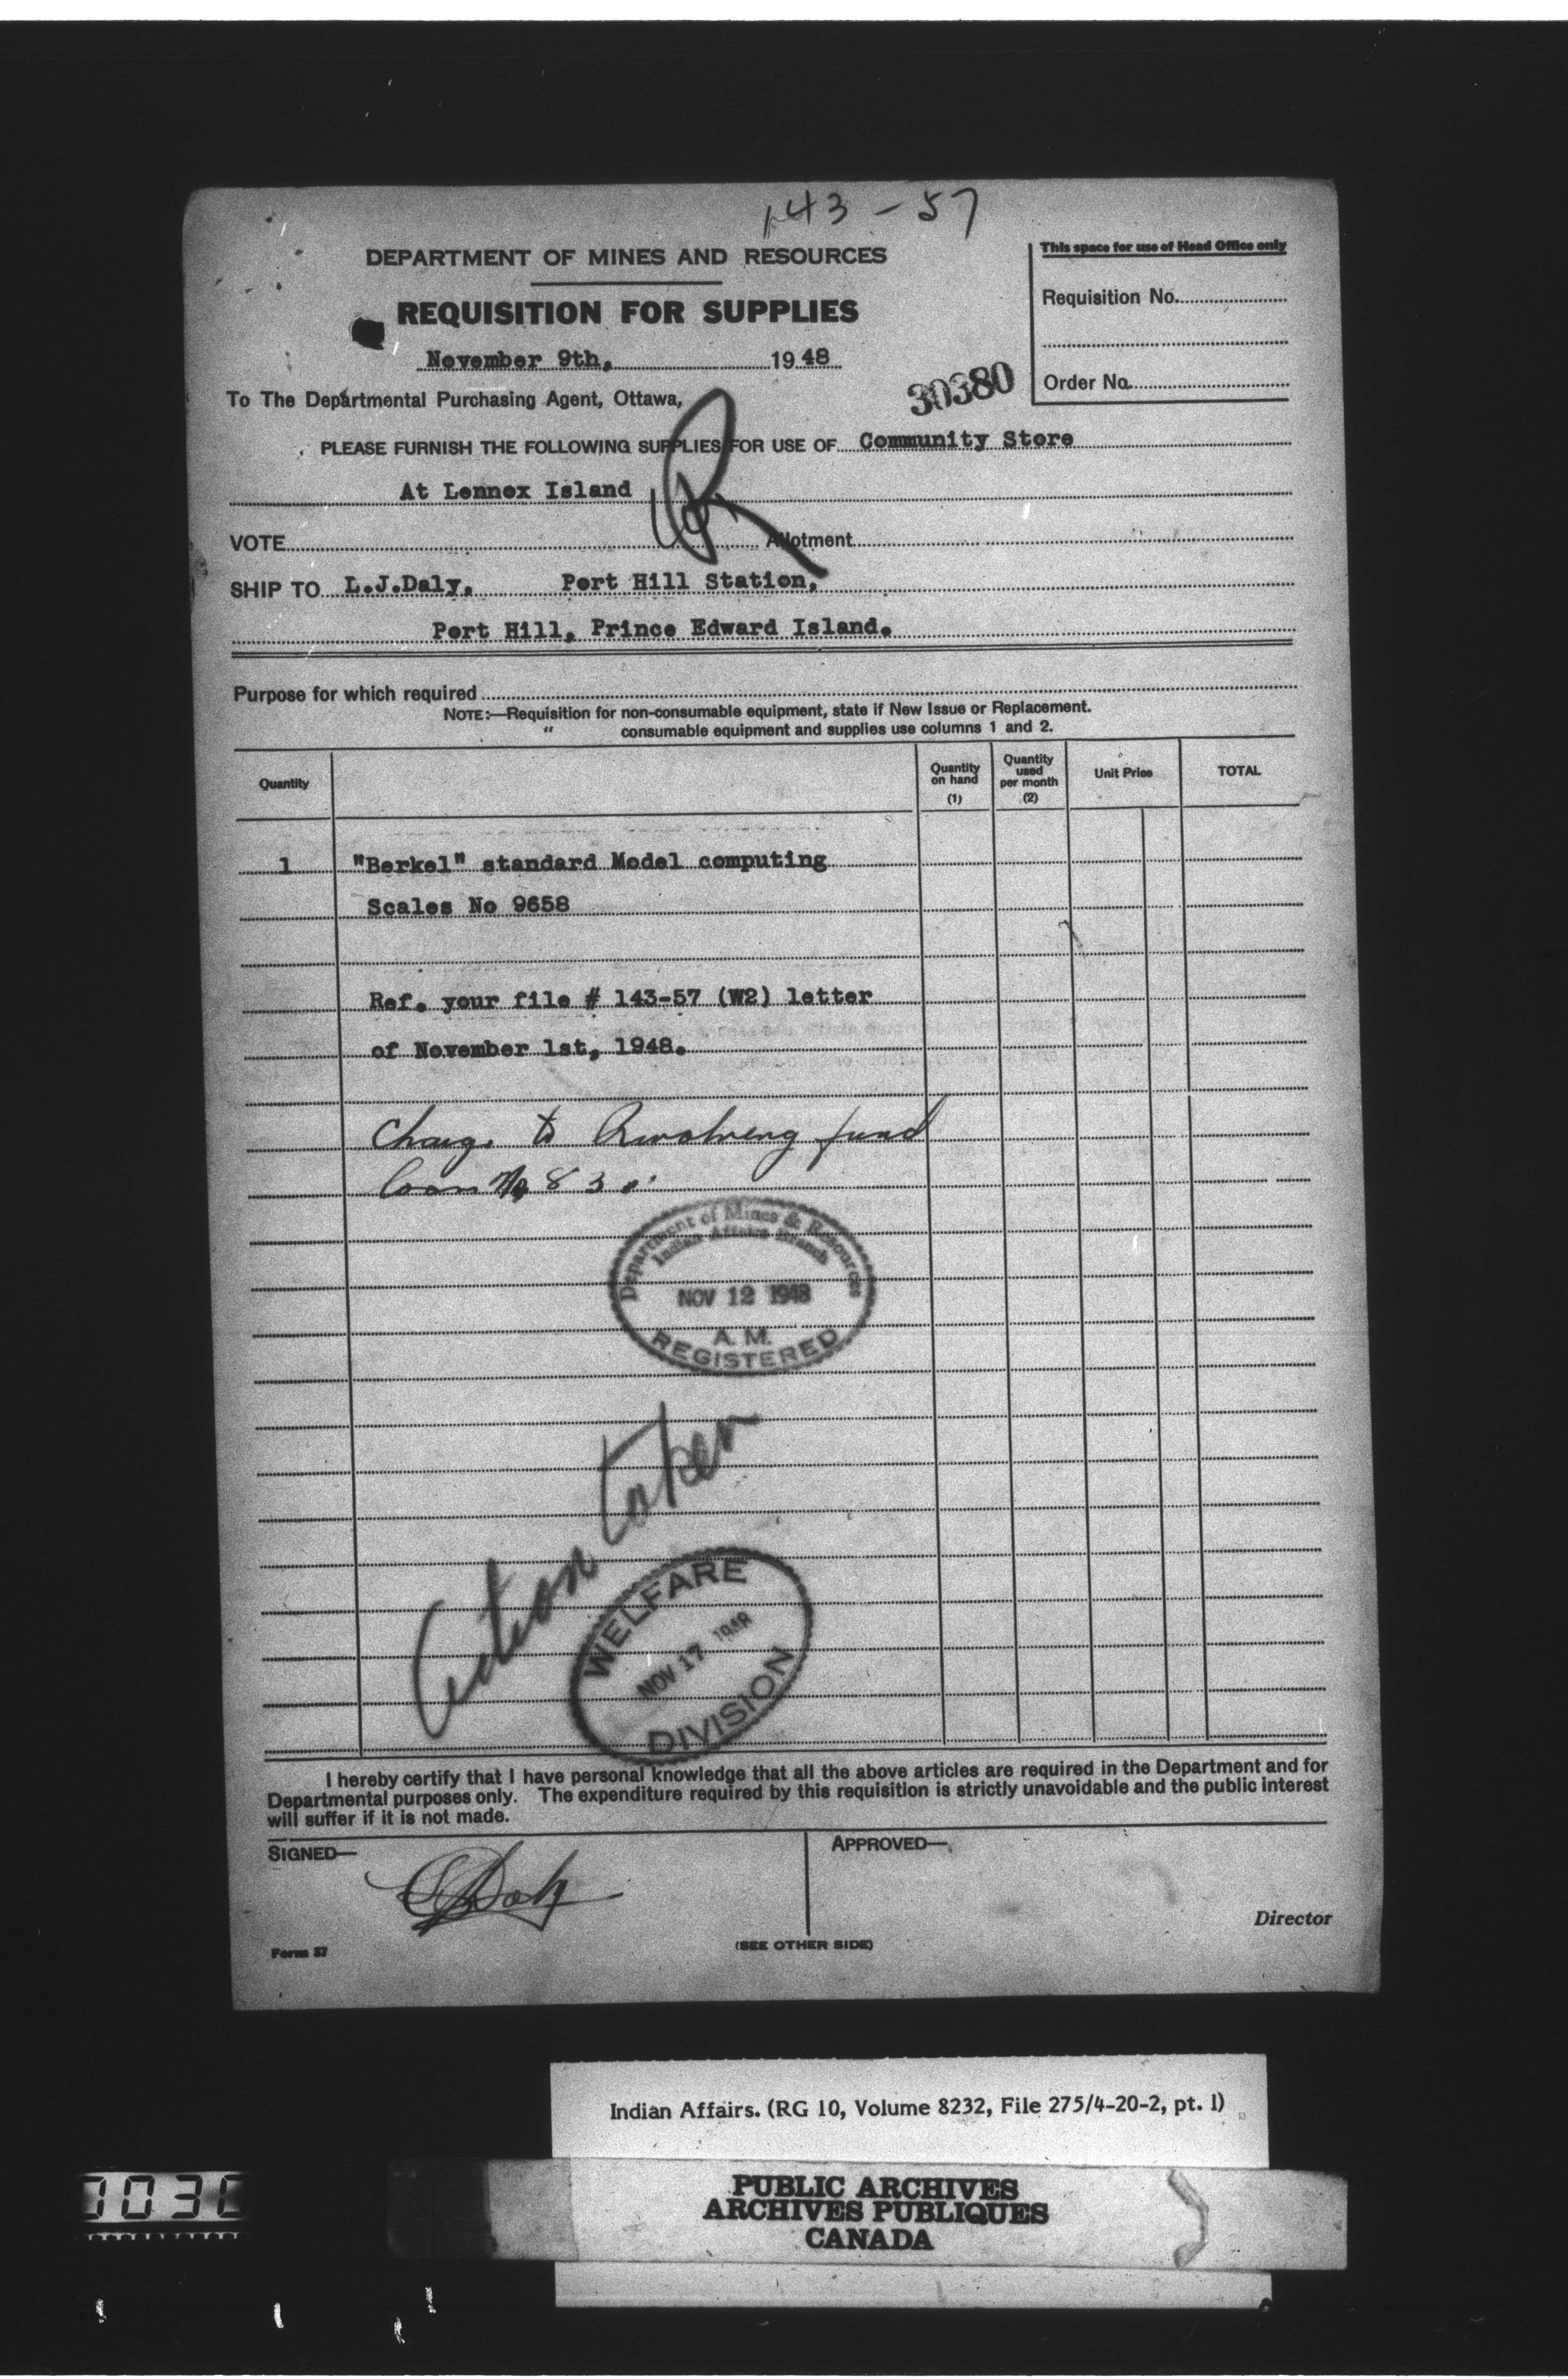 143-57
DEPARTMENT OF MINES AND RESOURCES
REQUISITION FOR SUPPLIES
November 9th, 1948
This space for use of Head Office only
Requisition No.
Order No.
30380
To The Departmental Purchasing Agent, Ottawa,
PLEASE FURNISH THE FOLLOWING SUPPLIES FOR USE OF Community Store
At Lennox Island
R
VOTE Allotment
SHIP TO L.J.Daly, Port Hill Station,
Port Hill, Prince Edward Island.
Purpose for which required
NOTE:—Requisition for non-consumable equipment, state if New Issue or Replacement.
" consumable equipment and supplies use columns 1 and 2.
Quantity
Quantity on hand (1)
Quantity used per month (2)
Unit Price
TOTAL
1 "Berkel" standard Model computing
Scales No 9658
Ref. your file # 143-57 (W2) letter
of November 1st, 1948.
Charge to Revolving fund
loan No 83
Department of Mines & Resources
Indian Affairs Branch
NOV 12 1948
A. M.
REGISTERED
Action taken
WELFARE
NOV 17 1948
DIVISION
I hereby certify that I have personal knowledge that all the above articles are required in the Department and for
Departmental purposes only. The expenditure required by this requisition is strictly unavoidable and the public interest
will suffer if it is not made.
SIGNED—
APPROVED—
Director
Form 37
(SEE OTHER SIDE)
Indian Affairs. (RG 10, Volume 8232, File 275/4-20-2, pt. 1)
PUBLIC ARCHIVES
ARCHIVES PUBLIQUES
CANADA